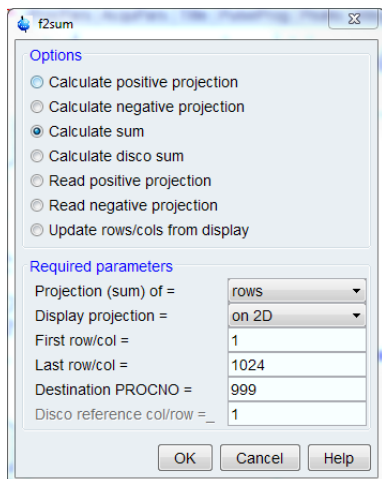 f2sum
Options
Calculate positive projection
Calculate negative projection
Calculate sum
Calculate disco sum
Read positive projection
Read negative projection
Update rows/cols from display
Required parameters
Projection (sum) of = rows
Display projection = on 2D
First row/col = 1
Last row/col = 1024
Destination PROCNO = 999
Disco reference col/row =_ 1
OK Cancel Help